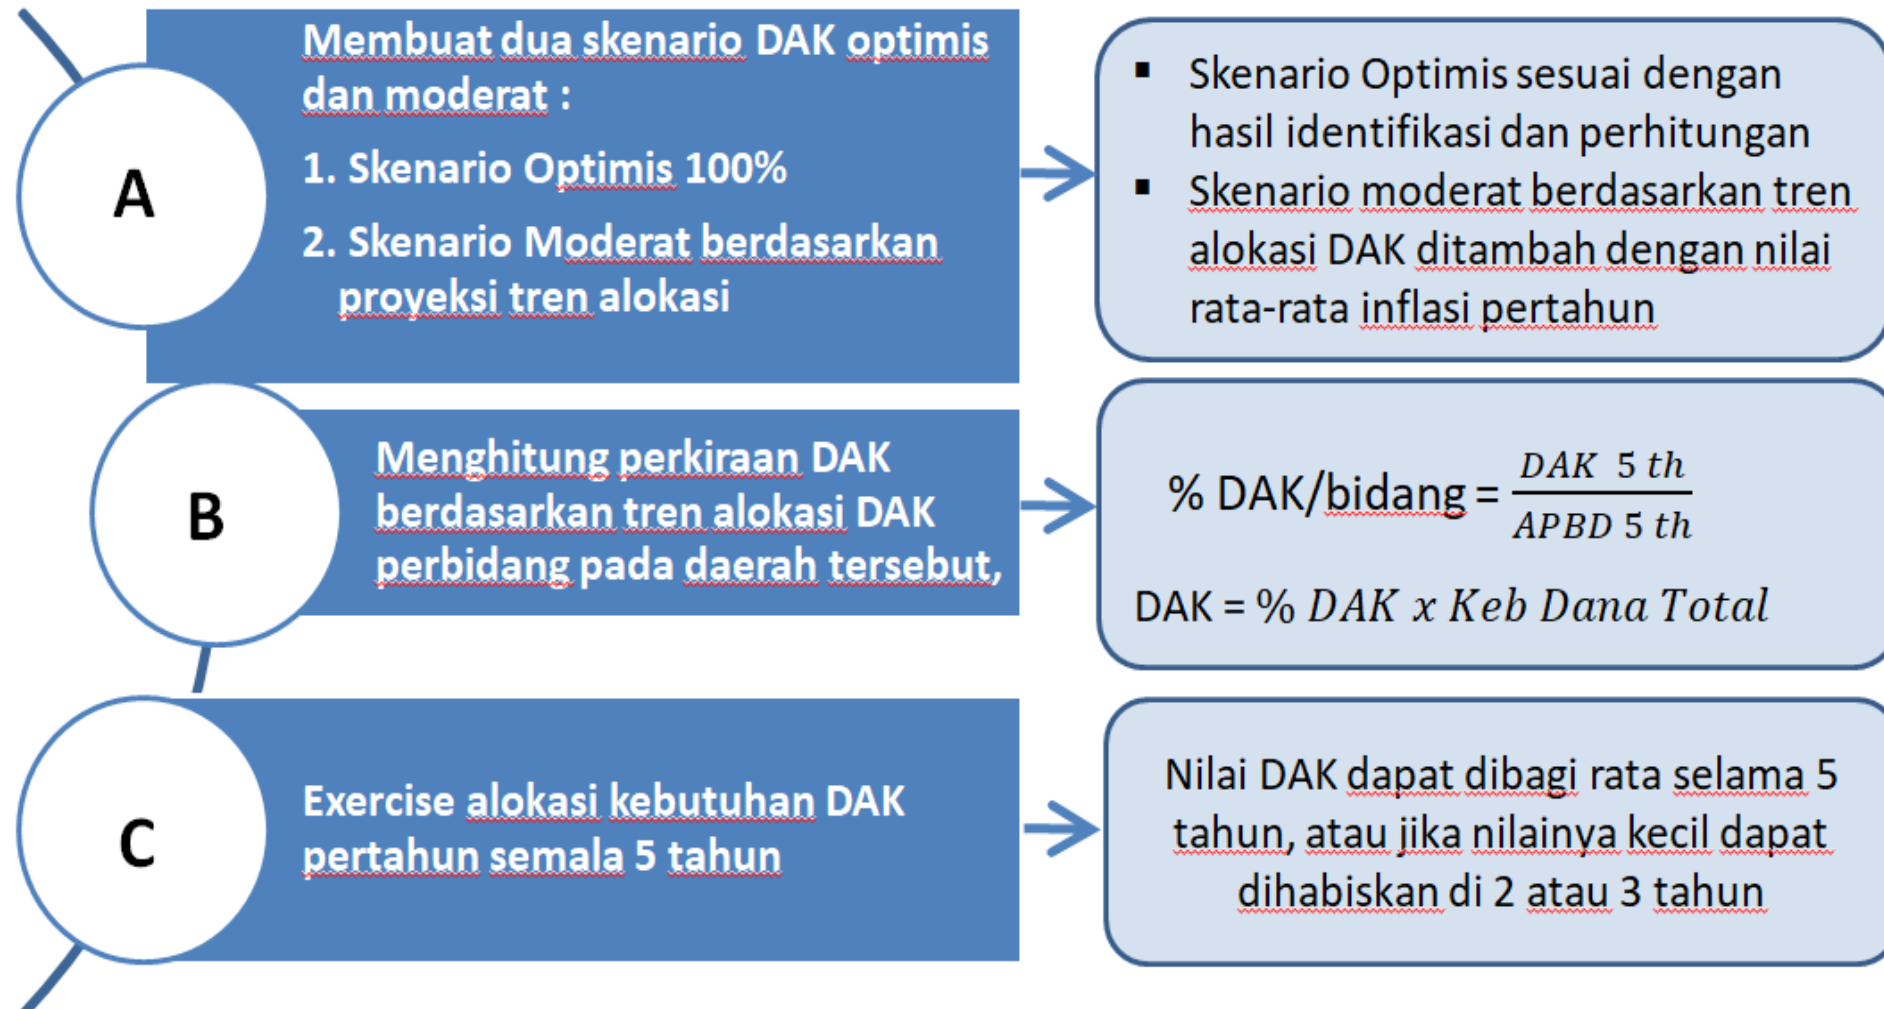 A
Membuat dua skenario DAK optimis
dan moderat :
1. Skenario Optimis 100%
2. Skenario Moderat berdasarkan
proyeksi tren alokasi
▪ Skenario Optimis sesuai dengan
hasil identifikasi dan perhitungan
▪ Skenario moderat berdasarkan tren
alokasi DAK ditambah dengan nilai
rata-rata inflasi pertahun
B
Menghitung perkiraan DAK
berdasarkan tren alokasi DAK
perbidang pada daerah tersebut,
% DAK/bidang = DAK 5 th / APBD 5 th
DAK = % DAK x Keb Dana Total
C
Exercise alokasi kebutuhan DAK
pertahun semala 5 tahun
Nilai DAK dapat dibagi rata selama 5
tahun, atau jika nilainya kecil dapat
dihabiskan di 2 atau 3 tahun